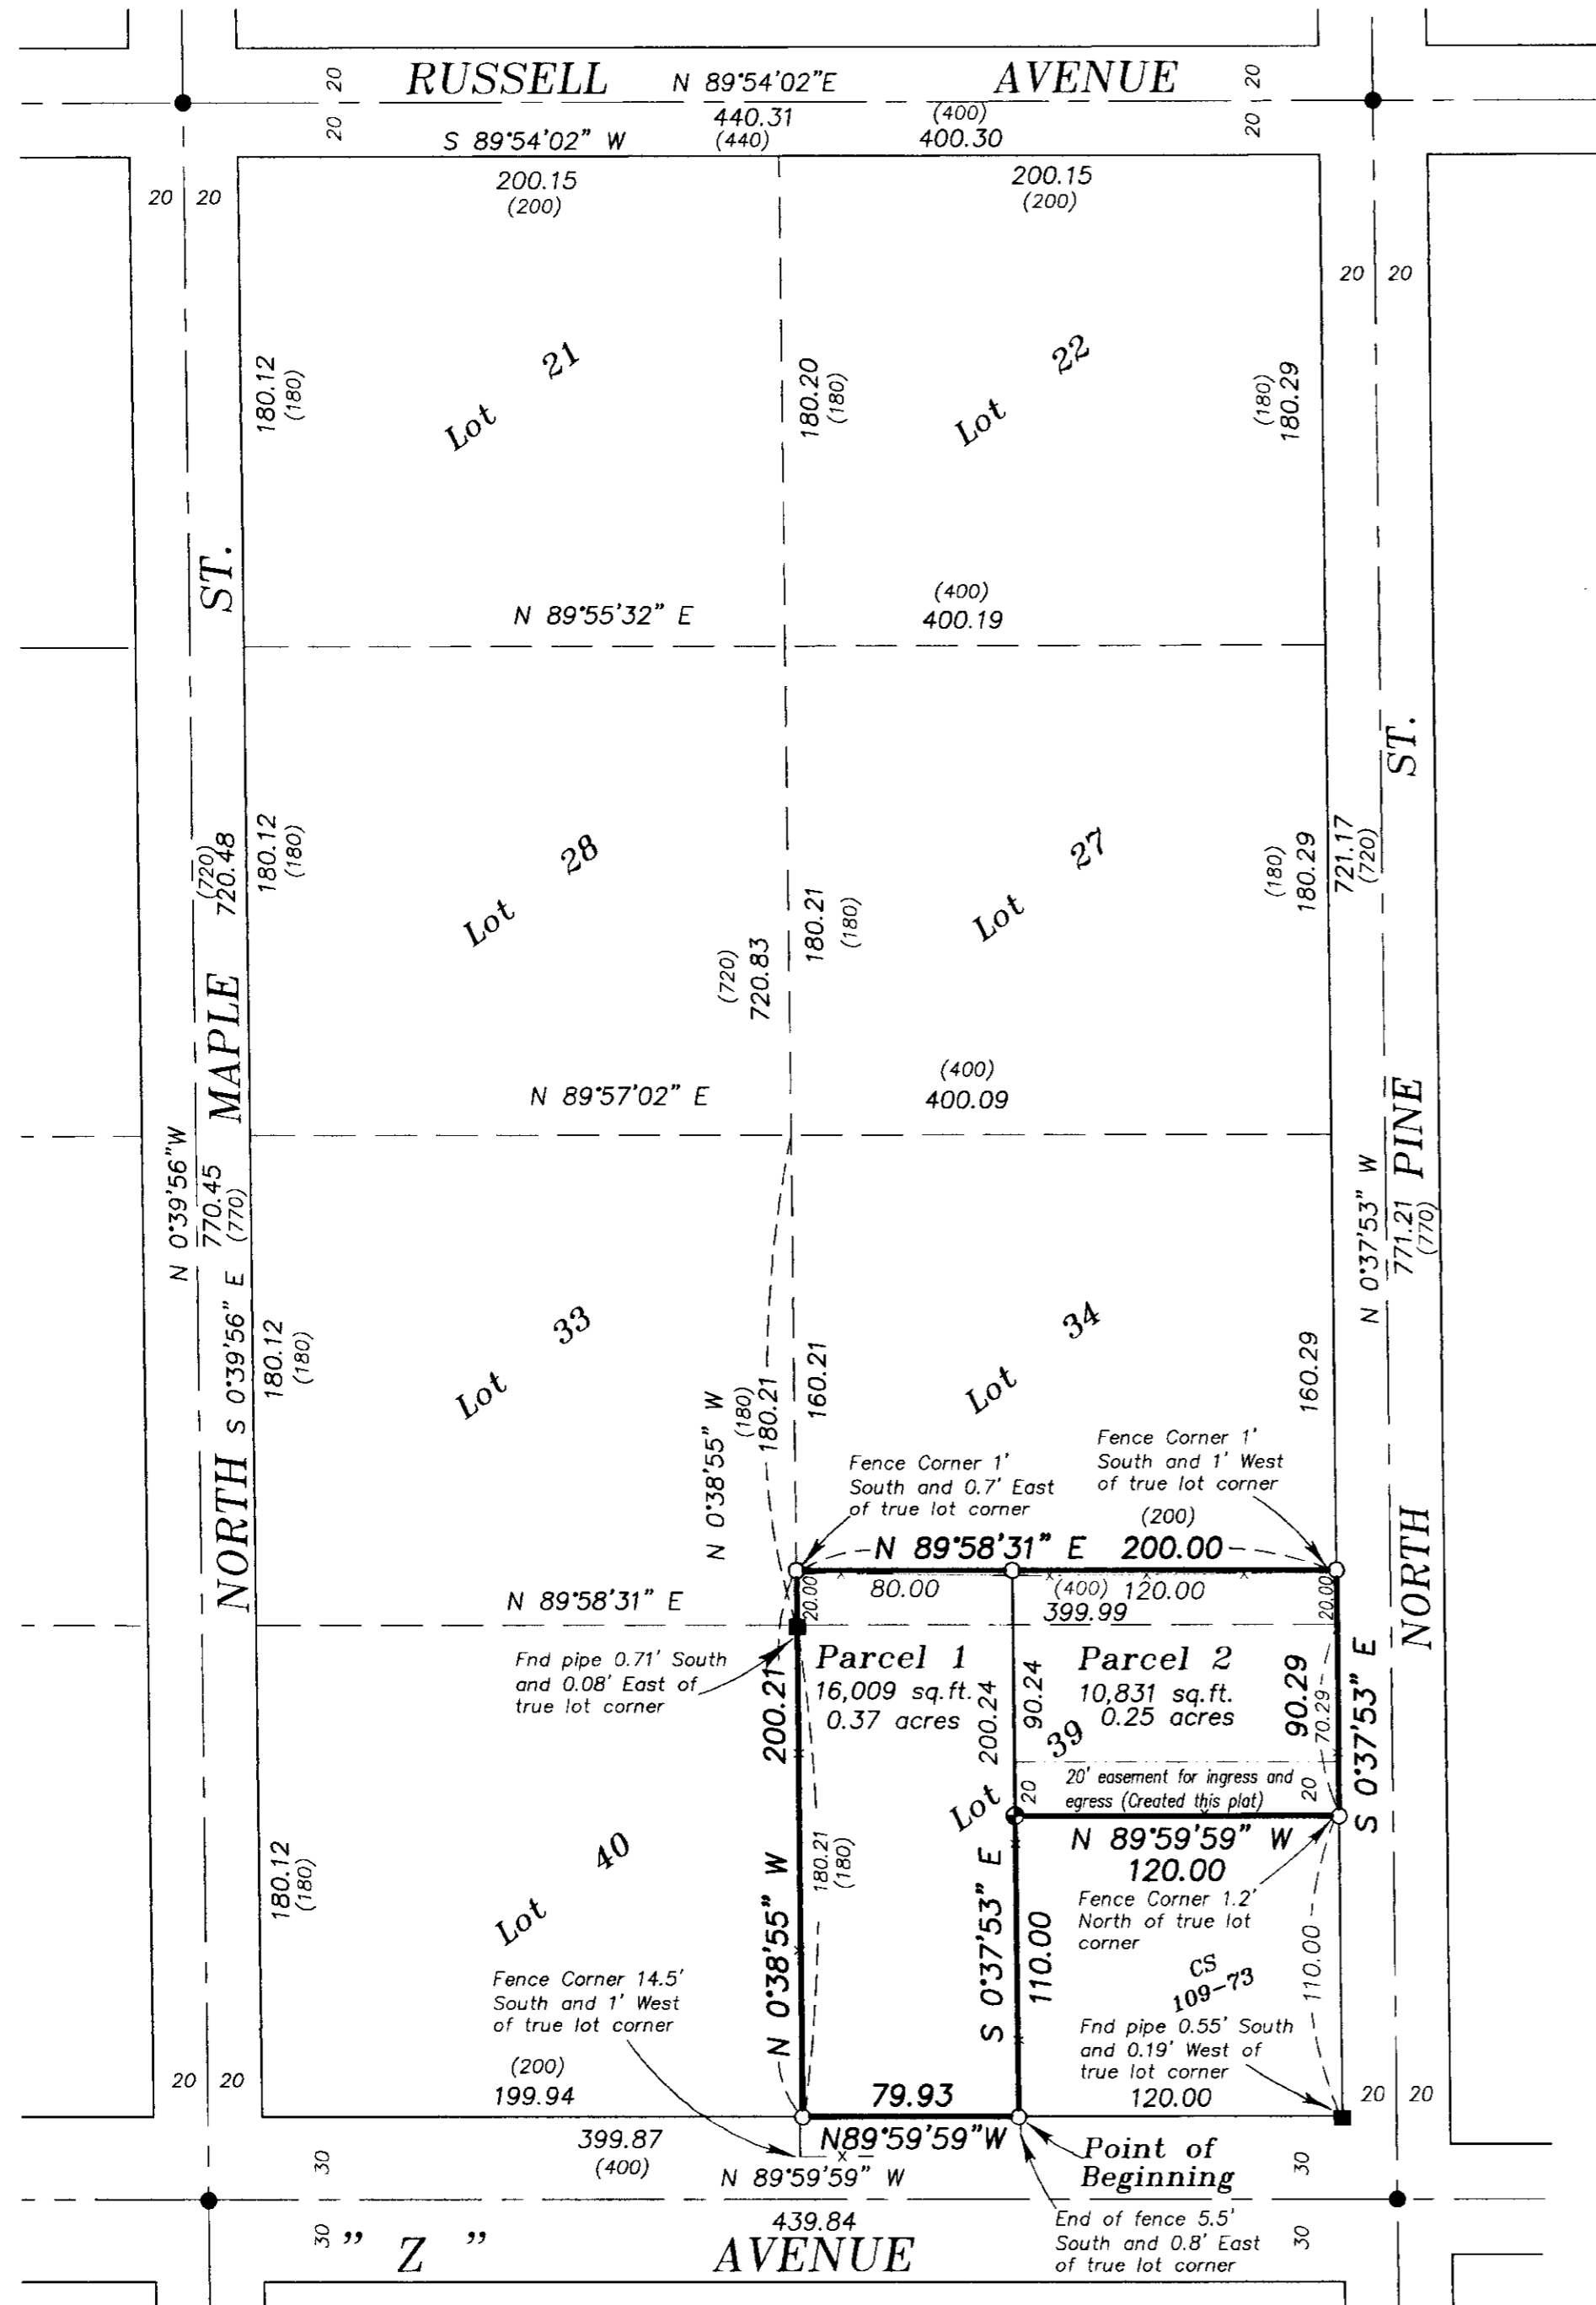 RUSSELL AVENUE
N 89°54'02"E
20
20
20
20
440.31
(440)
(400)
400.30
S 89°54'02" W
200.15
(200)
200.15
(200)
20 20
20 20
Lot 21
Lot 22
180.12
(180)
180.20
(180)
(180)
180.29
N 89°55'32" E
(400)
400.19
Lot 28
Lot 27
(720)
720.48
180.12
(180)
(720)
720.83
180.21
(180)
(180)
180.29
721.17
(720)
N 89°57'02" E
(400)
400.09
NORTH MAPLE ST.
N 0°39'56"W
770.45
(770)
S 0°39'56" E
NORTH PINE ST.
N 0°37'53" W
771.21
(770)
Lot 33
Lot 34
180.12
(180)
N 0°38'55" W
(180)
180.21
160.21
160.29
Fence Corner 1'
South and 0.7' East
of true lot corner
Fence Corner 1'
South and 1' West
of true lot corner
(200)
N 89°58'31" E 200.00
80.00
(400) 120.00
399.99
20.00
20.00
N 89°58'31" E
Fnd pipe 0.71' South
and 0.08' East of
true lot corner
Parcel 1
16,009 sq.ft.
0.37 acres
Parcel 2
10,831 sq.ft.
0.25 acres
200.21
200.24
90.24
90.29
70.29
S 0°37'53" E
Lot 39
20
20' easement for ingress and
egress (Created this plat)
20
N 89°59'59" W
120.00
Lot 40
180.12
(180)
180.21
(180)
N 0°38'55" W
S 0°37'53" E
110.00
Fence Corner 1.2'
North of true lot
corner
CS
109-73
110.00
Fence Corner 14.5'
South and 1' West
of true lot corner
Fnd pipe 0.55' South
and 0.19' West of
true lot corner
20 20
(200)
199.94
79.93
120.00
20 20
399.87
(400)
N89°59'59"W
Point of
Beginning
30
30
N 89°59'59" W
439.84
30
30
" Z " AVENUE
End of fence 5.5'
South and 0.8' East
of true lot corner